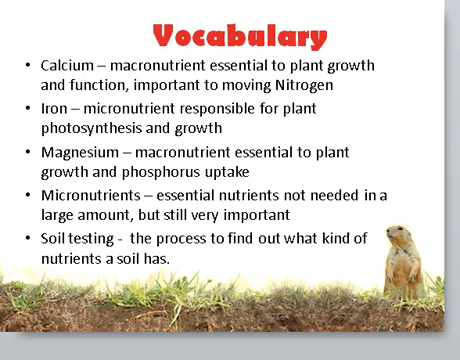 Vocabulary
• Calcium – macronutrient essential to plant growth
and function, important to moving Nitrogen
• Iron – micronutrient responsible for plant
photosynthesis and growth
• Magnesium – macronutrient essential to plant
growth and phosphorus uptake
• Micronutrients – essential nutrients not needed in a
large amount, but still very important
• Soil testing - the process to find out what kind of
nutrients a soil has.